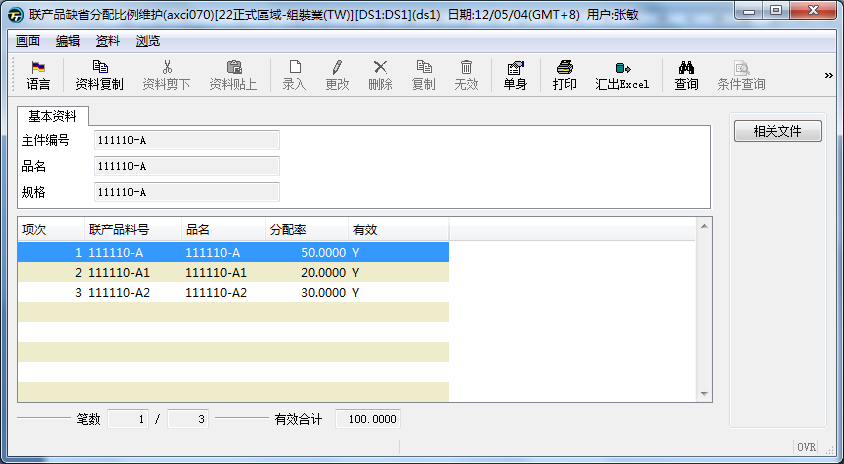 联产品缺省分配比例维护(axci070)[22正式區域-组裝業(TW)][DS1:DS1](ds1) 日期:12/05/04(GMT+8) 用户:张敏
画面 编辑 资料 浏览
语言 资料复制 资料剪下 资料贴上 录入 更改 删除 复制 无效 单身 打印 汇出Excel 查询 条件查询 »
基本资料
相关文件
主件编号 111110-A
品名 111110-A
规格 111110-A
项次 联产品料号 品名 分配率 有效
1 111110-A 111110-A 50.0000 Y
2 111110-A1 111110-A1 20.0000 Y
3 111110-A2 111110-A2 30.0000 Y
笔数 1 / 3 有效合计 100.0000
OVR